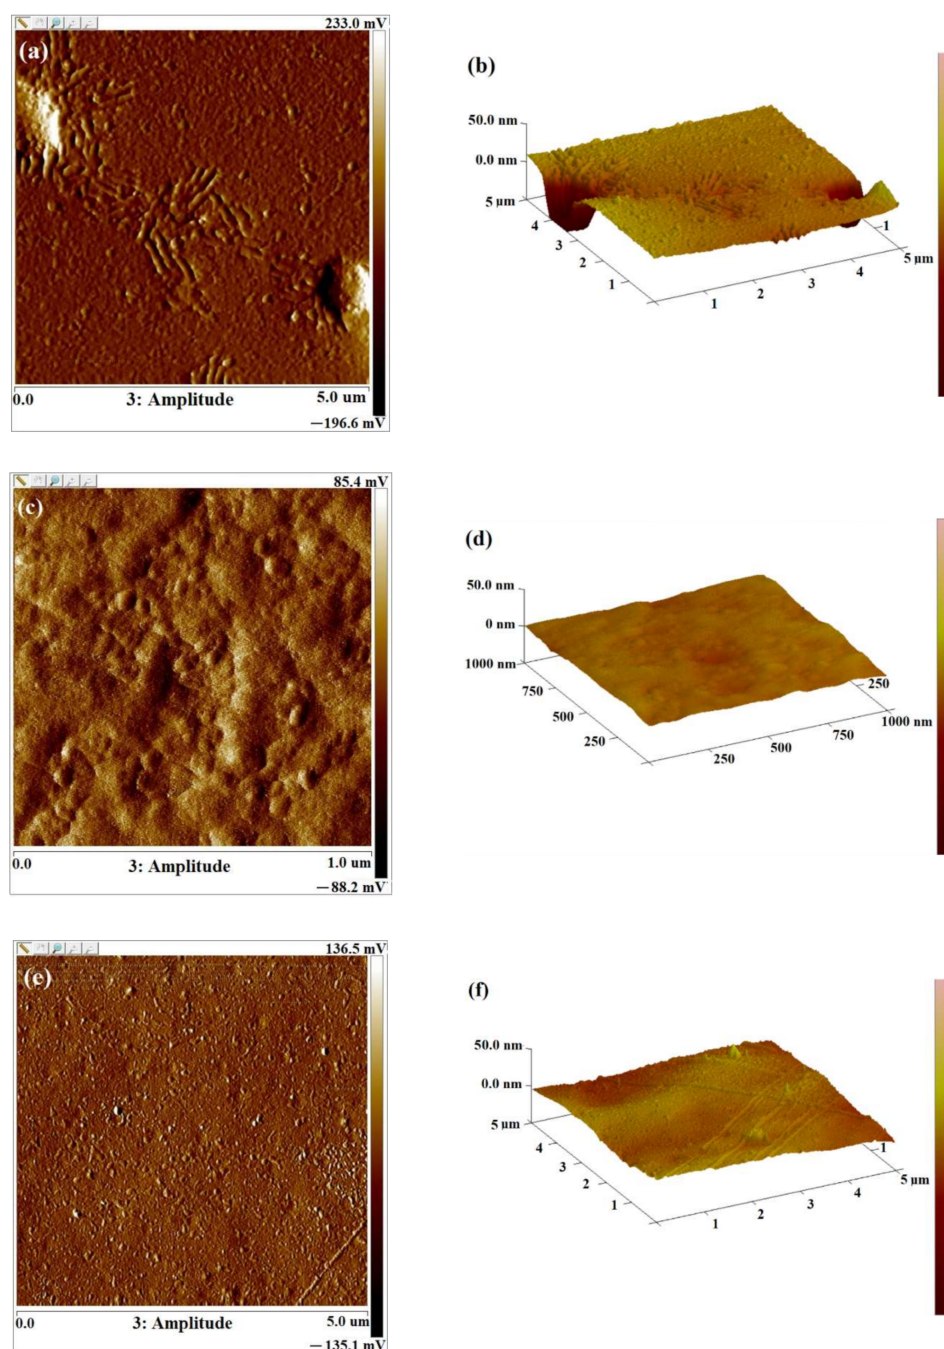 233.0 mV
(a)
0.0
3: Amplitude
5.0 um
—196.6 mV
(b)
50.0 nm
0.0 nm
5 µm
4
3
2
1
1
2
3
4
5 µm
1
85.4 mV
(c)
0.0
3: Amplitude
1.0 um
—88.2 mV
(d)
50.0 nm
0 nm
1000 nm
750
500
250
250
500
750
1000 nm
250
136.5 mV
(e)
0.0
3: Amplitude
5.0 um
—135.1 mV
(f)
50.0 nm
0.0 nm
5 µm
4
3
2
1
1
2
3
4
5 µm
1